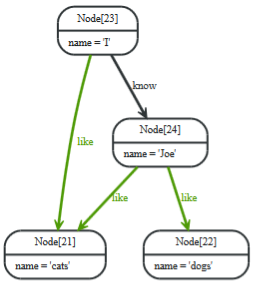 Node[23]
name = 'I'
know
Node[24]
name = 'Joe'
like
like
like
Node[21]
name = 'cats'
Node[22]
name = 'dogs'